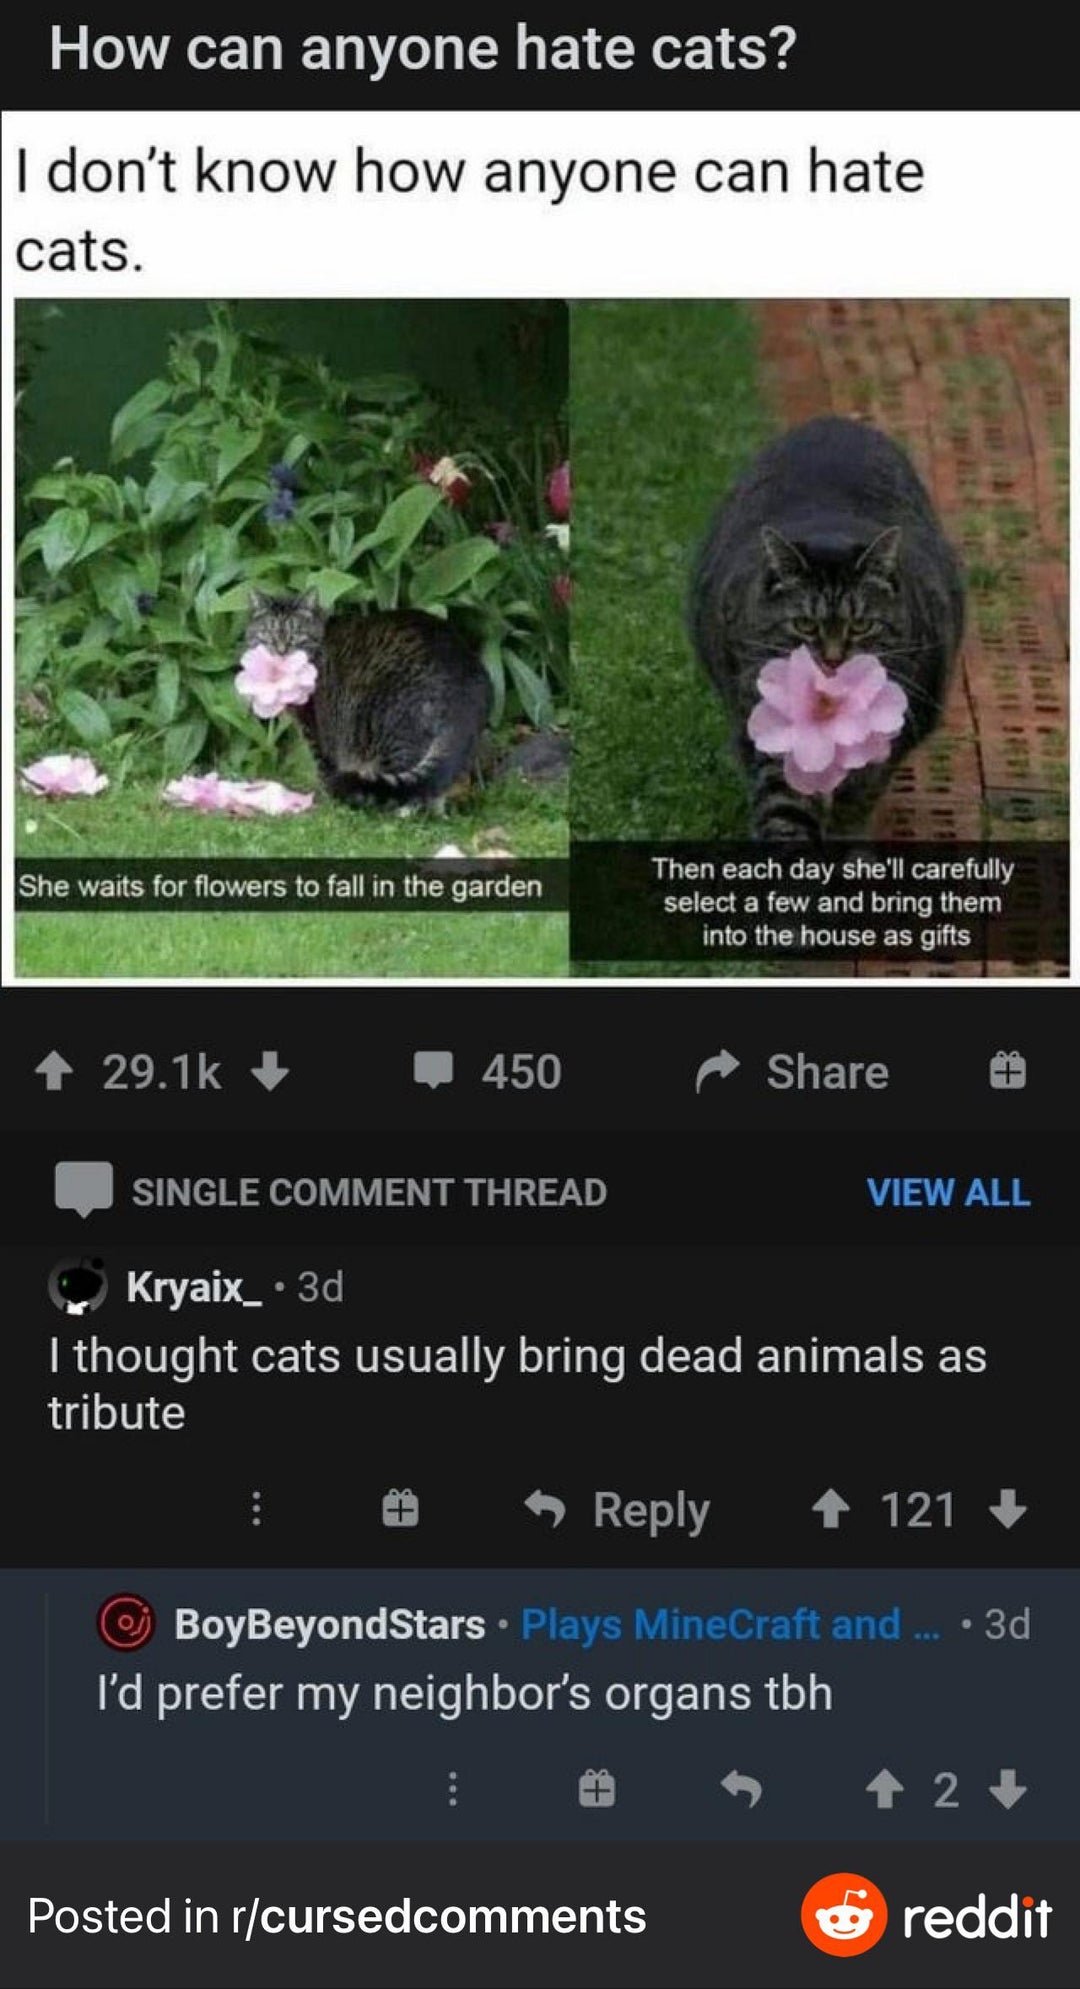 How can anyone hate cats?
I don't know how anyone can hate
cats.
She waits for flowers to fall in the garden
Then each day she'll carefully
select a few and bring them
into the house as gifts
29.1k 450 Share
SINGLE COMMENT THREAD VIEW ALL
Kryaix_ • 3d
I thought cats usually bring dead animals as
tribute
Reply 121
BoyBeyondStars • Plays MineCraft and ... • 3d
I'd prefer my neighbor's organs tbh
2
Posted in r/cursedcomments reddit